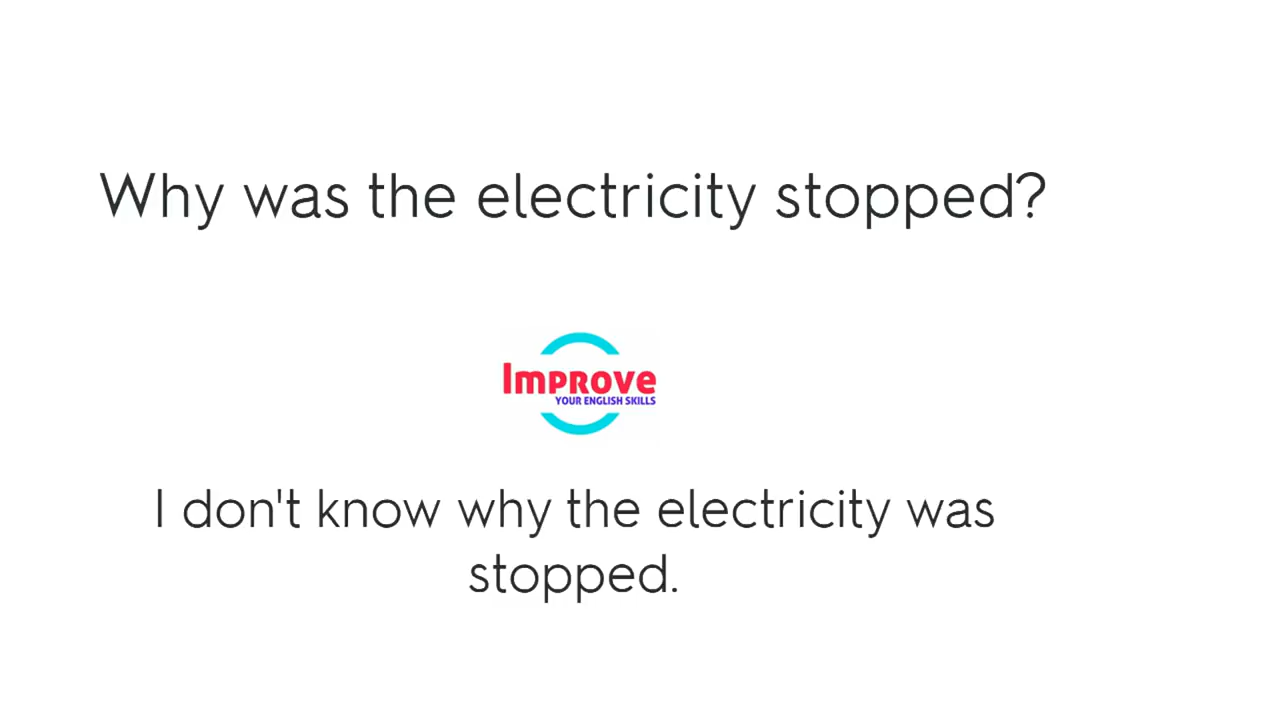 Why was the electricity stopped?
Improve
YOUR ENGLISH SKILLS
I don't know why the electricity was
stopped.